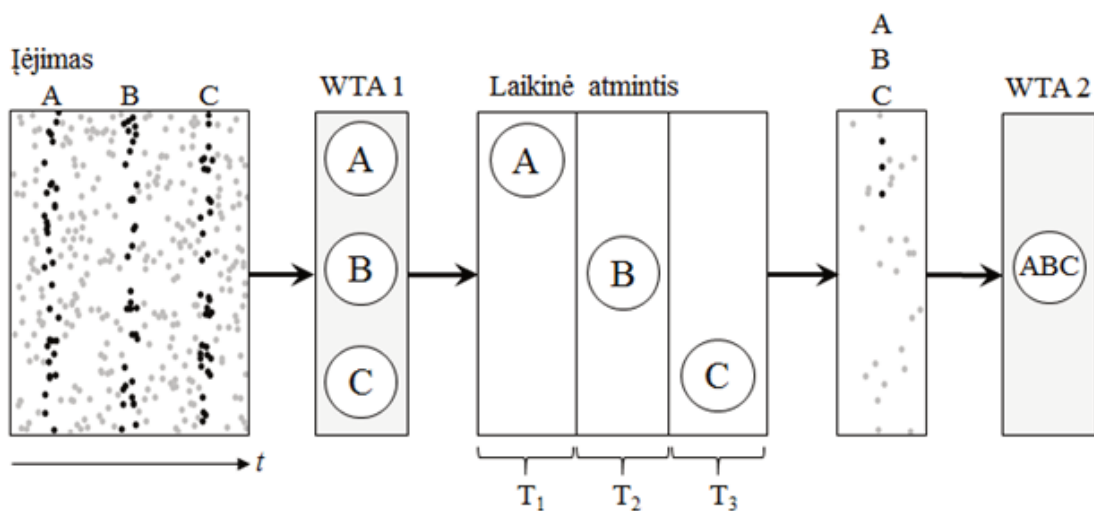 Įėjimas
A B C
WTA 1
A
B
C
Laikinė atmintis
A
B
C
A
B
C
WTA 2
ABC
t
T₁ T₂ T₃